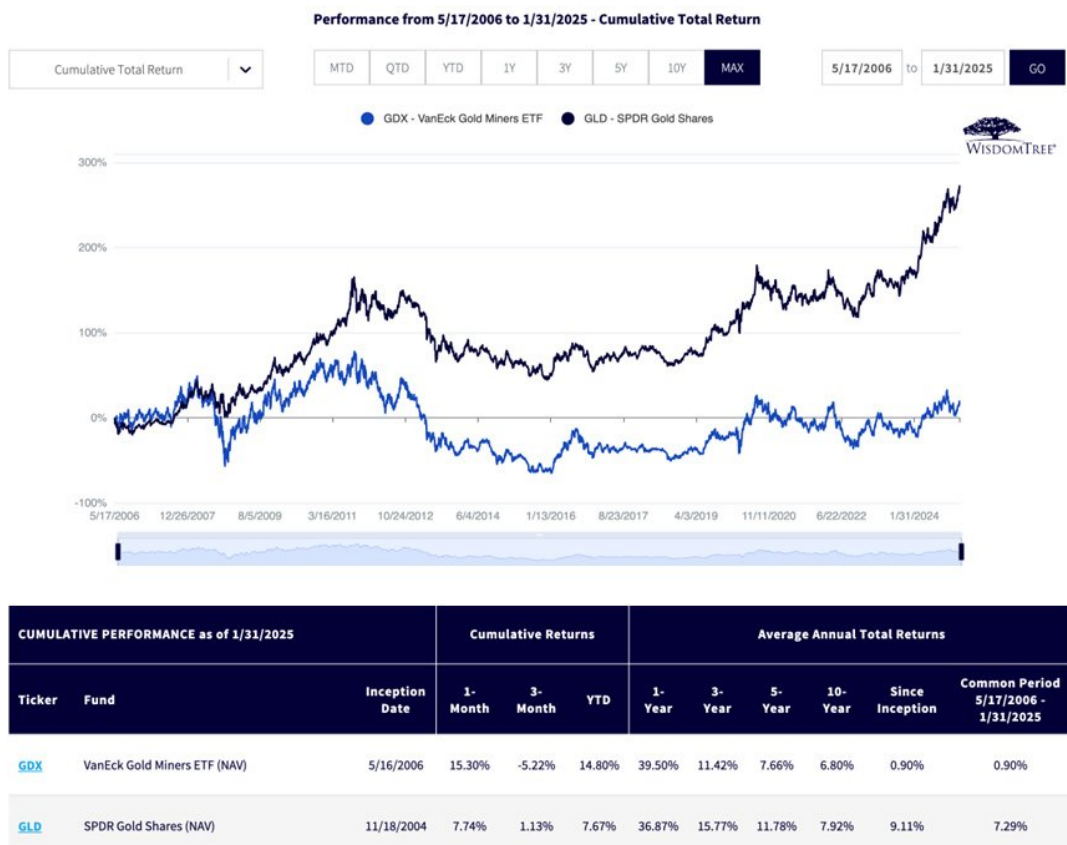 Performance from 5/17/2006 to 1/31/2025 - Cumulative Total Return
Cumulative Total Return
MTD QTD YTD 1Y 3Y 5Y 10Y MAX
5/17/2006 to 1/31/2025 GO
GDX - VanEck Gold Miners ETF GLD - SPDR Gold Shares
WISDOMTREE®
300%
200%
100%
0%
-100%
5/17/2006 12/26/2007 8/5/2009 3/16/2011 10/24/2012 6/4/2014 1/13/2016 8/23/2017 4/3/2019 11/11/2020 6/22/2022 1/31/2024
CUMULATIVE PERFORMANCE as of 1/31/2025 Cumulative Returns Average Annual Total Returns
Ticker Fund Inception Date 1-Month 3-Month YTD 1-Year 3-Year 5-Year 10-Year Since Inception Common Period 5/17/2006 - 1/31/2025
GDX VanEck Gold Miners ETF (NAV) 5/16/2006 15.30% -5.22% 14.80% 39.50% 11.42% 7.66% 6.80% 0.90% 0.90%
GLD SPDR Gold Shares (NAV) 11/18/2004 7.74% 1.13% 7.67% 36.87% 15.77% 11.78% 7.92% 9.11% 7.29%